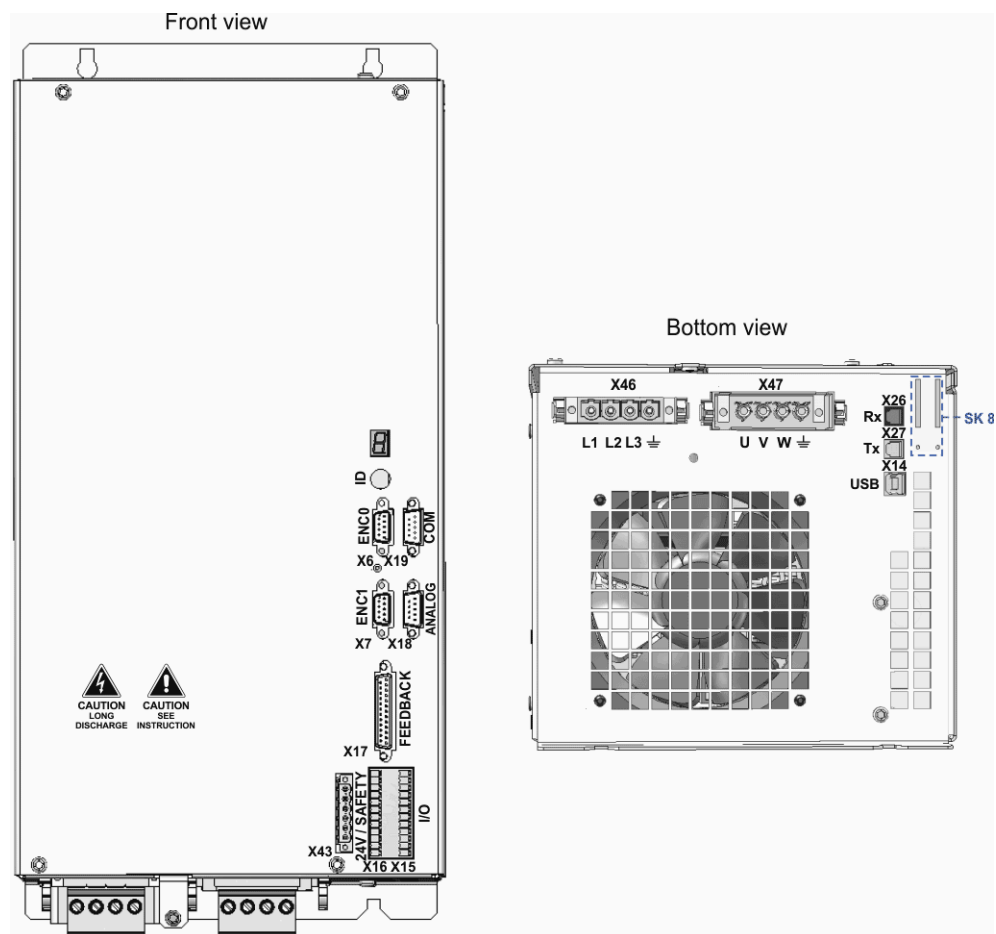 Front view
ID
ENC0
COM
X6 X19
ENC1
ANALOG
X7 X18
CAUTION
LONG
DISCHARGE
CAUTION
SEE
INSTRUCTION
FEEDBACK
X17
24V / SAFETY
I/O
X43
X16 X15
Bottom view
X46
X47
X26
Rx
SK 8
X27
L1 L2 L3
U V W
Tx
X14
USB